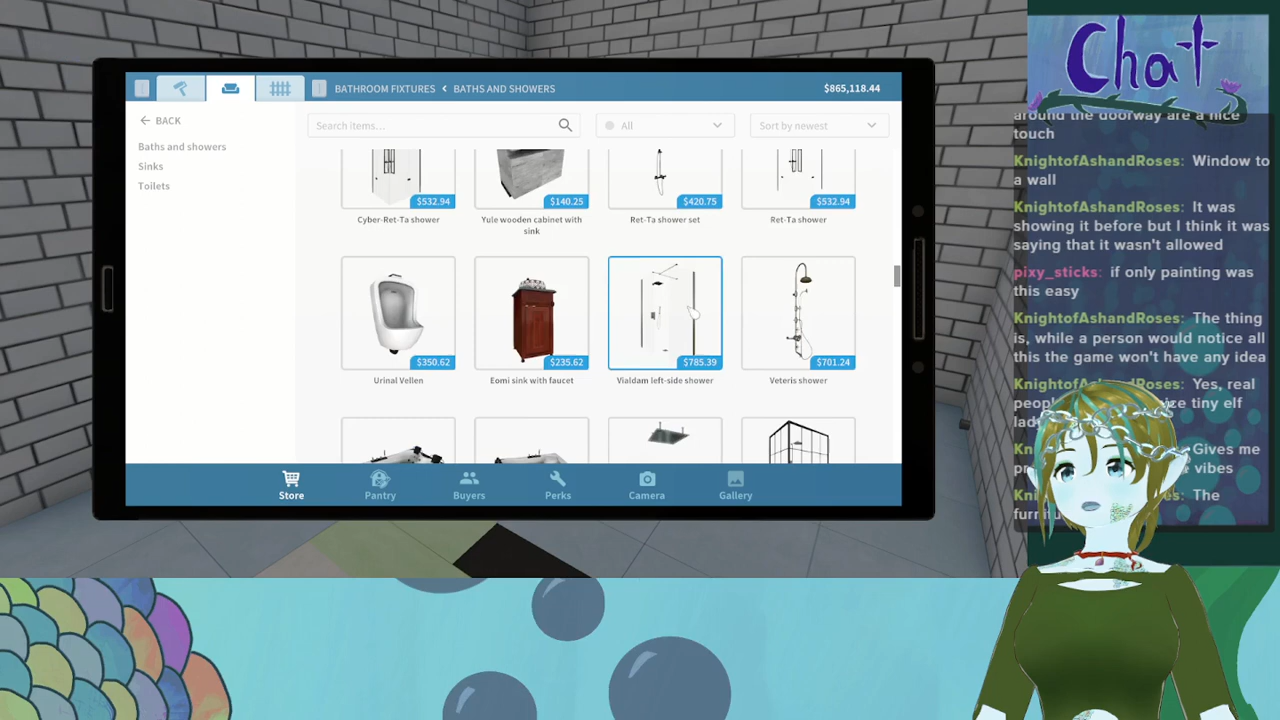 BATHROOM FIXTURES < BATHS AND SHOWERS
$865,118.44
BACK
Baths and showers
Sinks
Toilets
Search items...
All
Sort by newest
$532.94
$140.25
$420.75
$532.94
Cyber-Ret-Ta shower
Yule wooden cabinet with
sink
Ret-Ta shower set
Ret-Ta shower
$350.62
$235.62
$785.39
$701.24
Urinal Vellen
Eomi sink with faucet
Vialdam left-side shower
Veteris shower
Store
Pantry
Buyers
Perks
Camera
Gallery
Chat
around the doorway are a nice
touch
KnightofAshandRoses: Window to
a wall
KnightofAshandRoses: It was
showing it before but I think it was
saying that it wasn't allowed
pixy_sticks: if only painting was
this easy
KnightofAshandRoses: The thing
is, while a person would notice all
this the game won't have any idea
KnightofAshandRoses: Yes, real
tiny elf
Gives me
vibes
The